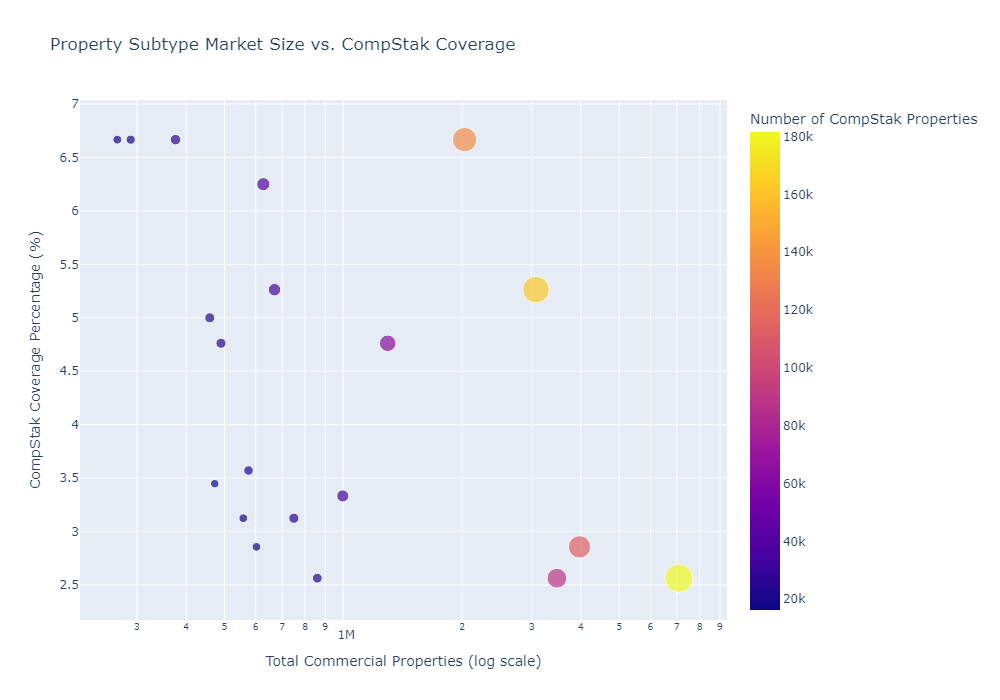 Property Subtype Market Size vs. CompStak Coverage
Number of CompStak Properties
7
6.5
6
5.5
5
4.5
4
3.5
3
2.5
CompStak Coverage Percentage (%)
180k
160k
140k
120k
100k
80k
60k
40k
20k
3 4 5 6 7 8 9 1M 2 3 4 5 6 7 8 9
Total Commercial Properties (log scale)